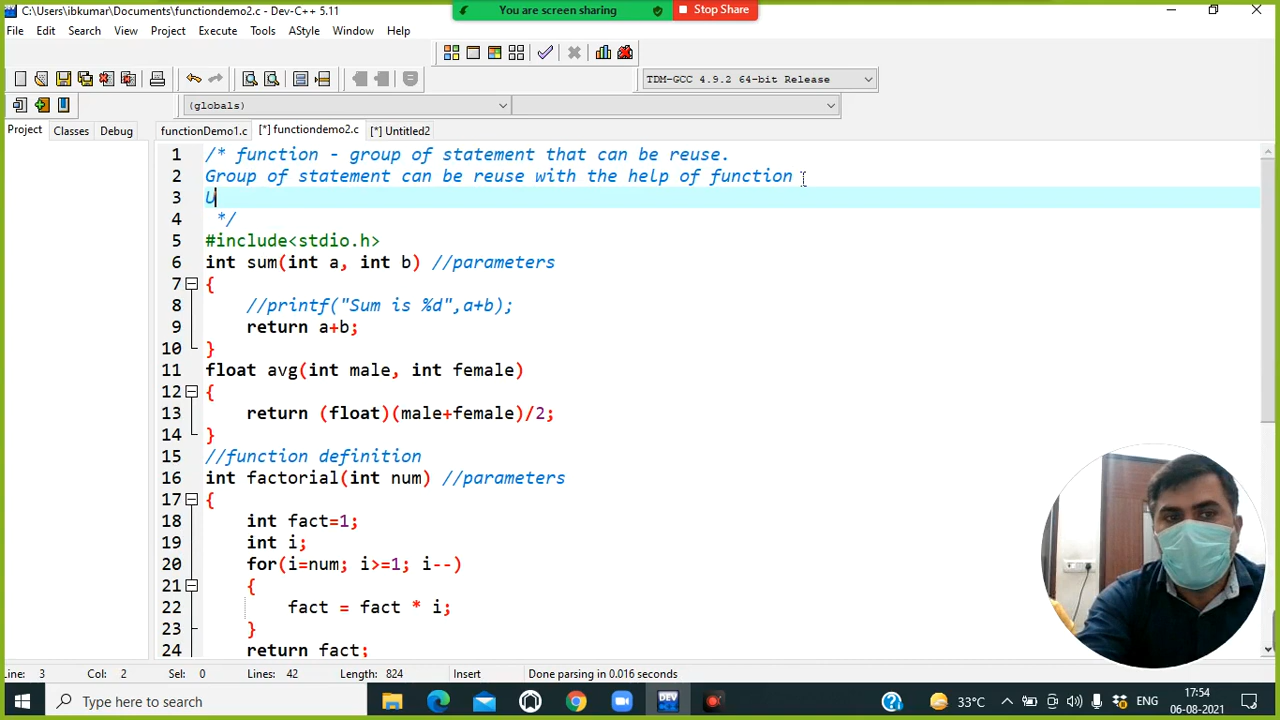 C:\Users\ibkumar\Documents\functiondemo2.c - Dev-C++ 5.11
You are screen sharing
Stop Share
File Edit Search View Project Execute Tools AStyle Window Help
TDM-GCC 4.9.2 64-bit Release
(globals)
Project Classes Debug
functionDemo1.c [*] functiondemo2.c [*] Untitled2
1 /* function - group of statement that can be reuse.
2 Group of statement can be reuse with the help of function
3 U
4 */
5 #include<stdio.h>
6 int sum(int a, int b) //parameters
7 {
8 //printf("Sum is %d",a+b);
9 return a+b;
10 }
11 float avg(int male, int female)
12 {
13 return (float)(male+female)/2;
14 }
15 //function definition
16 int factorial(int num) //parameters
17 {
18 int fact=1;
19 int i;
20 for(i=num; i>=1; i--)
21 {
22 fact = fact * i;
23 }
24 return fact;
Line: 3 Col: 2 Sel: 0 Lines: 42 Length: 824 Insert Done parsing in 0.016 seconds
Type here to search
DEV
33°C
ENG
17:54
06-08-2021